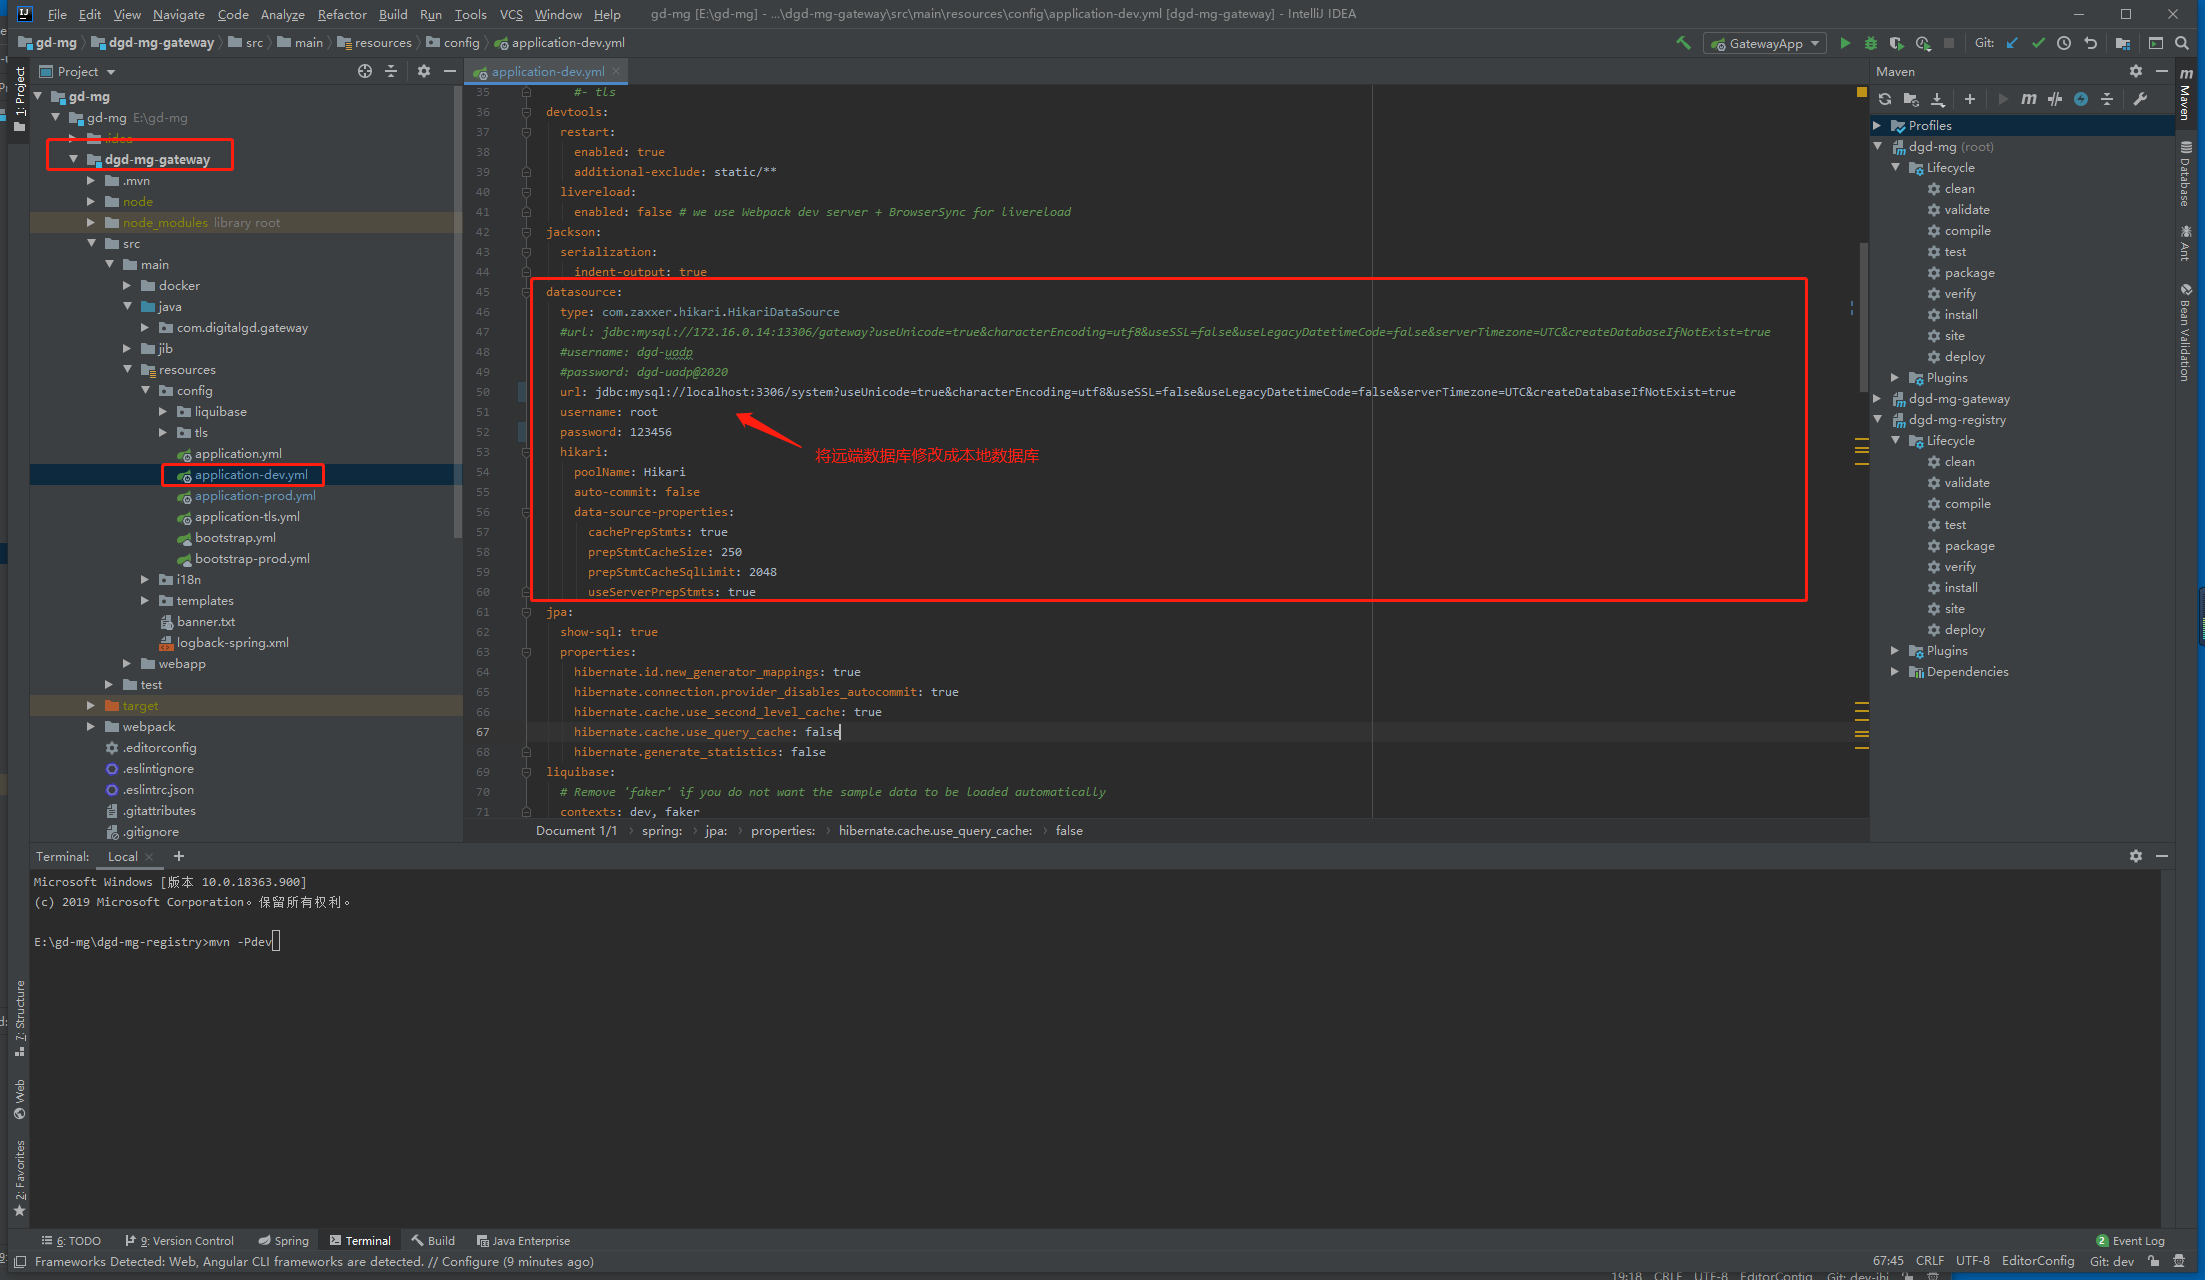 File Edit View Navigate Code Analyze Refactor Build Run Tools VCS Window Help gd-mg [E:\gd-mg] - ...\dgd-mg-gateway\src\main\resources\config\application-dev.yml [dgd-mg-gateway] - IntelliJ IDEA
gd-mg dgd-mg-gateway src main resources config application-dev.yml GatewayApp Git:
Project
1: Project
gd-mg
gd-mg E:\gd-mg
.idea
dgd-mg-gateway
.mvn
node
node_modules library root
src
main
docker
java
com.digitalgd.gateway
jib
resources
config
liquibase
tls
application.yml
application-dev.yml
application-prod.yml
application-tls.yml
bootstrap.yml
bootstrap-prod.yml
i18n
templates
banner.txt
logback-spring.xml
webapp
test
target
webpack
.editorconfig
.eslintignore
.eslintrc.json
.gitattributes
.gitignore
application-dev.yml
35 #- tls
36 devtools:
37 restart:
38 enabled: true
39 additional-exclude: static/**
40 livereload:
41 enabled: false # we use Webpack dev server + BrowserSync for livereload
42 jackson:
43 serialization:
44 indent-output: true
45 datasource:
46 type: com.zaxxer.hikari.HikariDataSource
47 #url: jdbc:mysql://172.16.0.14:13306/gateway?useUnicode=true&characterEncoding=utf8&useSSL=false&useLegacyDatetimeCode=false&serverTimezone=UTC&createDatabaseIfNotExist=true
48 #username: dgd-uadp
49 #password: dgd-uadp@2020
50 url: jdbc:mysql://localhost:3306/system?useUnicode=true&characterEncoding=utf8&useSSL=false&useLegacyDatetimeCode=false&serverTimezone=UTC&createDatabaseIfNotExist=true
51 username: root
52 password: 123456
53 hikari:
将远端数据库修改成本地数据库
54 poolName: Hikari
55 auto-commit: false
56 data-source-properties:
57 cachePrepStmts: true
58 prepStmtCacheSize: 250
59 prepStmtCacheSqlLimit: 2048
60 useServerPrepStmts: true
61 jpa:
62 show-sql: true
63 properties:
64 hibernate.id.new_generator_mappings: true
65 hibernate.connection.provider_disables_autocommit: true
66 hibernate.cache.use_second_level_cache: true
67 hibernate.cache.use_query_cache: false
68 hibernate.generate_statistics: false
69 liquibase:
70 # Remove 'faker' if you do not want the sample data to be loaded automatically
71 contexts: dev, faker
Document 1/1 spring: jpa: properties: hibernate.cache.use_query_cache: false
Maven
Profiles
dgd-mg (root)
Lifecycle
clean
validate
compile
test
package
verify
install
site
deploy
Plugins
dgd-mg-gateway
dgd-mg-registry
Lifecycle
clean
validate
compile
test
package
verify
install
site
deploy
Plugins
Dependencies
Maven
Database
Ant
Bean Validation
Terminal: Local
Microsoft Windows [版本 10.0.18363.900]
(c) 2019 Microsoft Corporation。保留所有权利。
E:\gd-mg\dgd-mg-registry>mvn -Pdev
7: Structure
Web
2: Favorites
6: TODO 9: Version Control Spring Terminal Build Java Enterprise 2 Event Log
Frameworks Detected: Web, Angular CLI frameworks are detected. // Configure (9 minutes ago) 67:45 CRLF UTF-8 EditorConfig Git: dev
19:18 CRLF UTF-8 EditorConfig